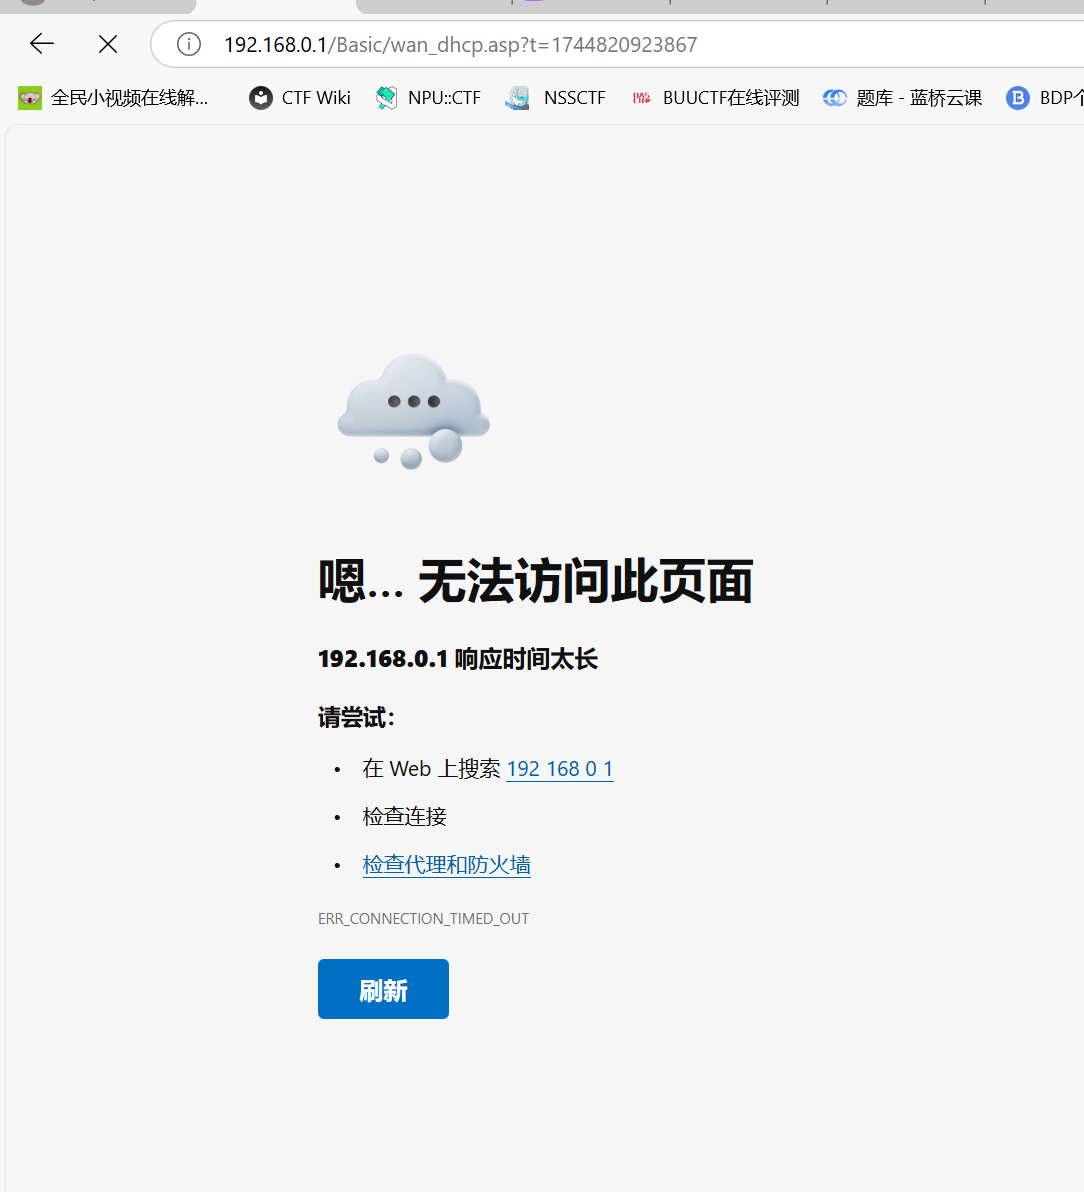 192.168.0.1/Basic/wan_dhcp.asp?t=1744820923867
全民小视频在线解... CTF Wiki NPU::CTF NSSCTF BUUCTF在线评测 题库 - 蓝桥云课 BDP个
嗯... 无法访问此页面
192.168.0.1 响应时间太长
请尝试:
• 在 Web 上搜索 192 168 0 1
• 检查连接
• 检查代理和防火墙
ERR_CONNECTION_TIMED_OUT
刷新